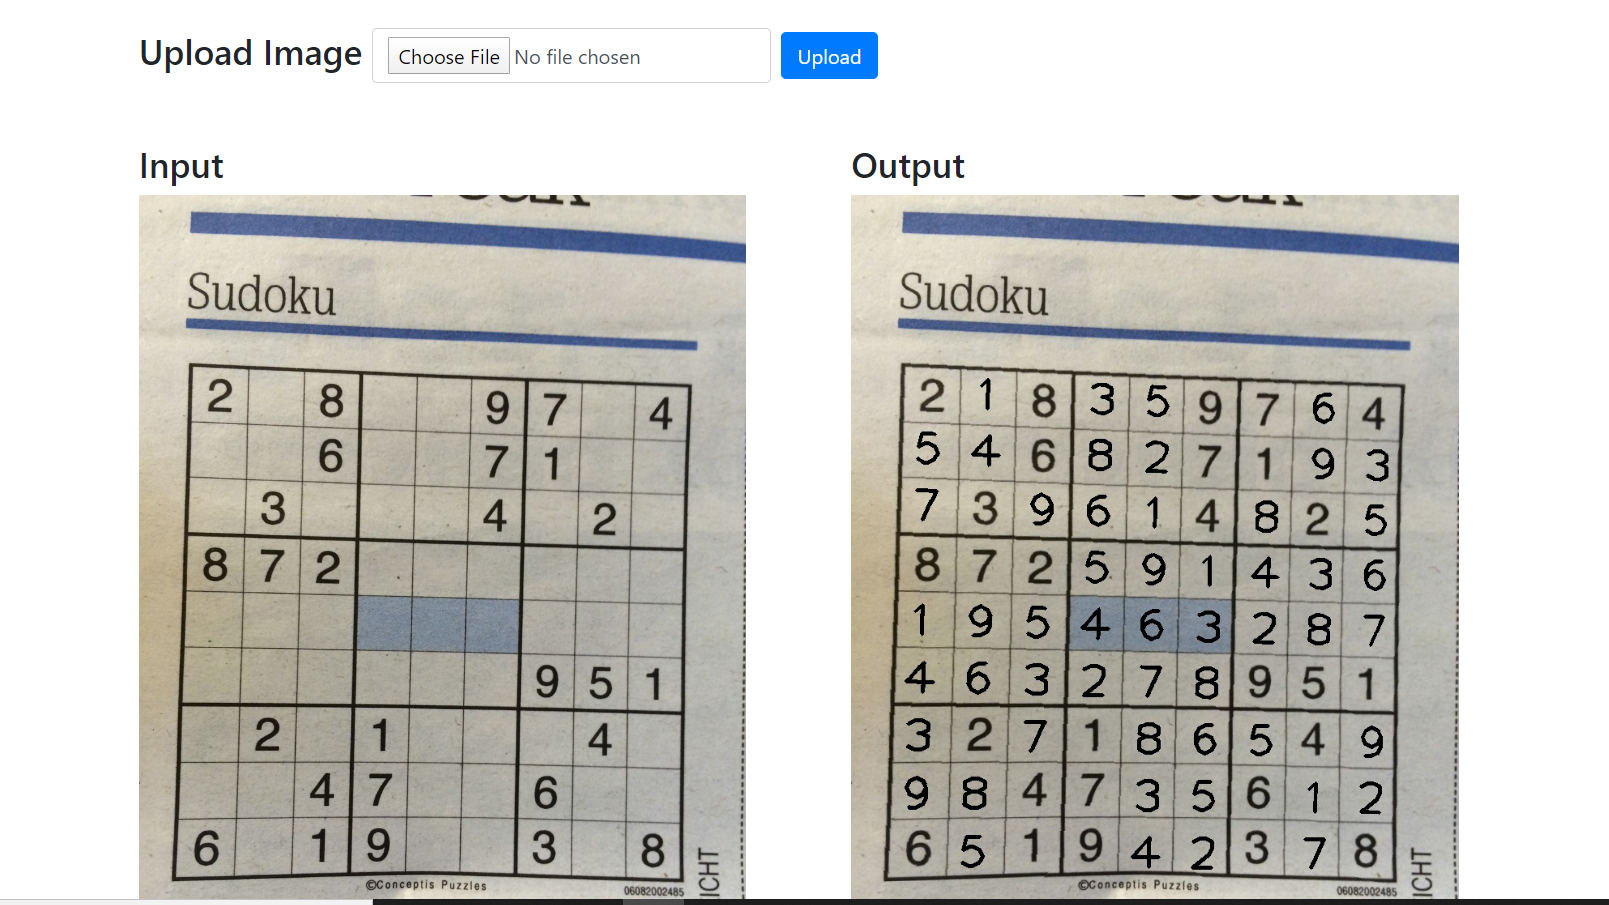 Upload Image Choose File No file chosen Upload
Input
Sudoku
2 8 9 7 4
6 7 1
3 4 2
8 7 2
9 5 1
2 1 4
4 7 6
6 1 9 3 8
©Conceptis Puzzles 06082002485
ICHT
Output
Sudoku
2 1 8 3 5 9 7 6 4
5 4 6 8 2 7 1 9 3
7 3 9 6 1 4 8 2 5
8 7 2 5 9 1 4 3 6
1 9 5 4 6 3 2 8 7
4 6 3 2 7 8 9 5 1
3 2 7 1 8 6 5 4 9
9 8 4 7 3 5 6 1 2
6 5 1 9 4 2 3 7 8
©Conceptis Puzzles 06082002485
ICHT